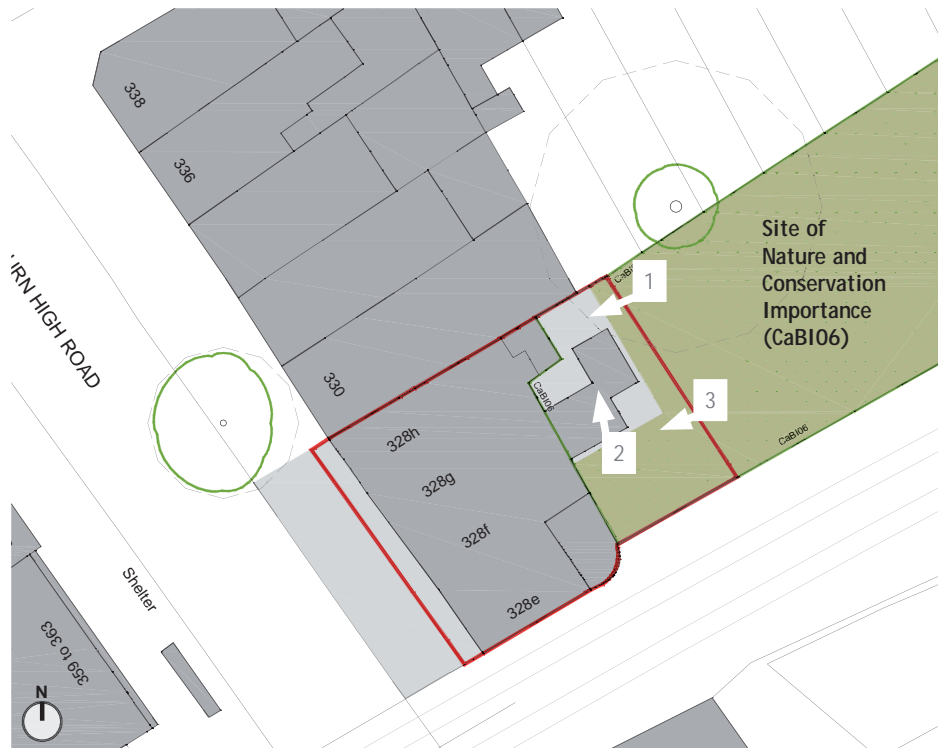 338
336
URN HIGH ROAD
330
328h
328g
328f
328e
Shelter
359 to 363
N
CaBI06
1
2
3
Site of
Nature and
Conservation
Importance
(CaBI06)
CaBI06